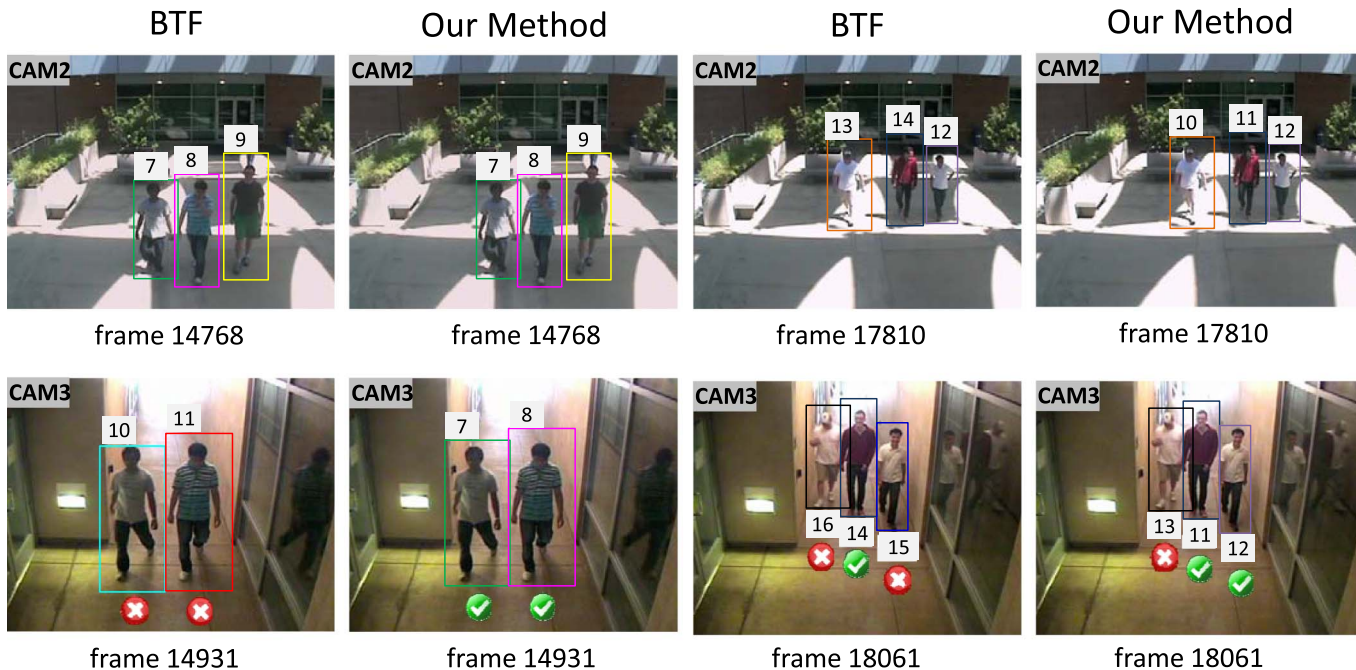 BTF
Our Method
BTF
Our Method
CAM2
7
8
9
CAM2
7
8
9
CAM2
13
14
12
CAM2
10
11
12
frame 14768
frame 14768
frame 17810
frame 17810
CAM3
10
11
CAM3
7
8
CAM3
16
14
15
CAM3
13
11
12
frame 14931
frame 14931
frame 18061
frame 18061